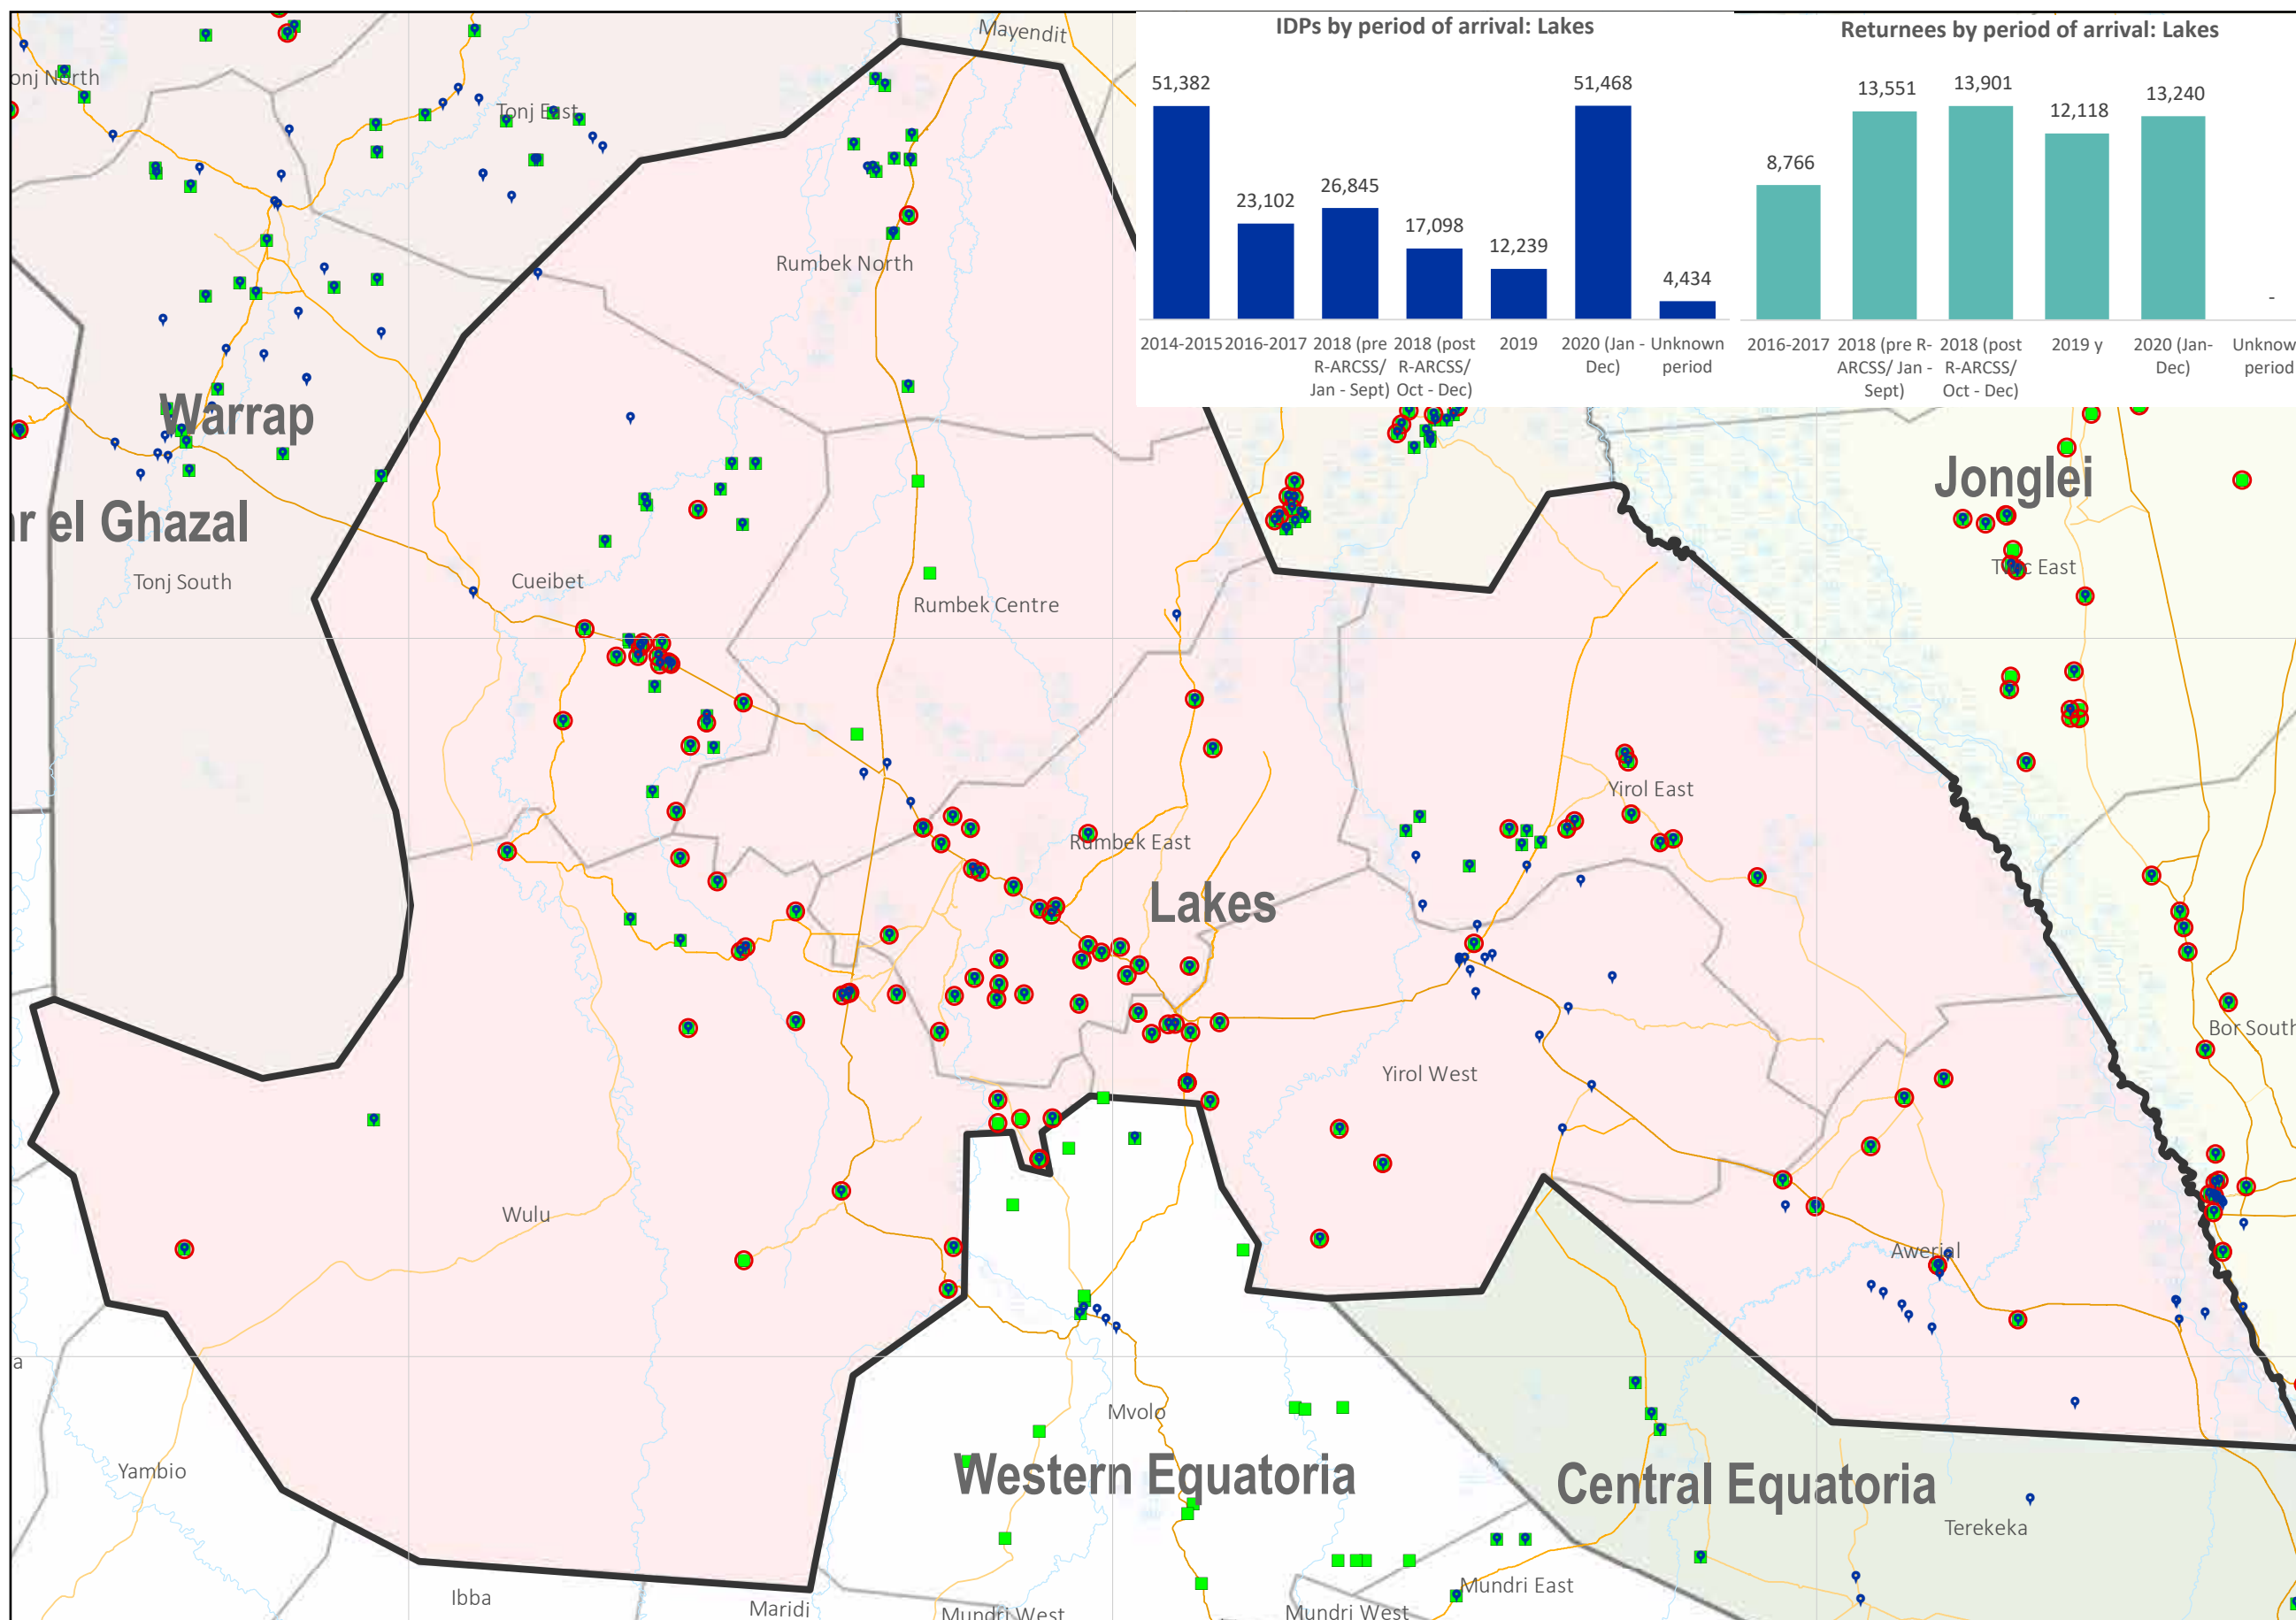 Mayendit
IDPs by period of arrival: Lakes
51,382
23,102
26,845
17,098
12,239
51,468
4,434
2014-2015 2016-2017 2018 (pre 2018 (post 2019 2020 (Jan - Unknown
R-ARCSS/ R-ARCSS/ Dec) period
Jan - Sept) Oct - Dec)
Returnees by period of arrival: Lakes
8,766
13,551
13,901
12,118
13,240
-
2016-2017 2018 (pre R- 2018 (post 2019 y 2020 (Jan- Unknow
ARCSS/ Jan - R-ARCSS/ Dec) period
Sept) Oct - Dec)
onj North
Tonj East
Rumbek North
Warrap
Jonglei
r el Ghazal
Tonj South
Cueibet
East
Rumbek Centre
Yirol East
Rumbek East
Lakes
Bor South
Yirol West
Wulu
Awerial
a
Mvolo
Yambio
Western Equatoria
Central Equatoria
Terekeka
Ibba
Maridi
Mundri West
Mundri West
Mundri East